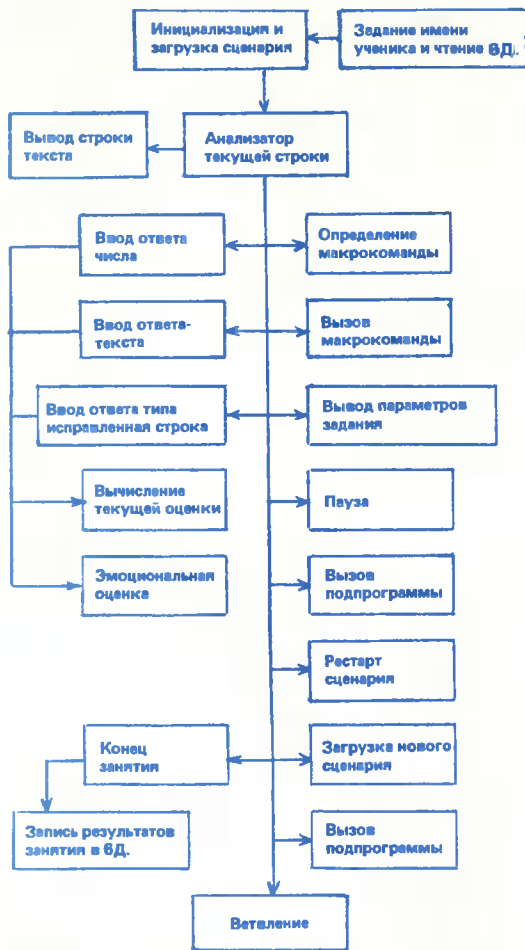 Инициализация и
загрузка сценария
Задание имени
ученика и чтение БД.
Вывод строки
текста
Анализатор
текущей строки
Ввод ответа
числа
Определение
макрокоманды
Ввод ответа-
текста
Вызов
макрокоманды
Ввод ответа типа
исправленная строка
Вывод параметров
задания
Вычисление
текущей оценки
Пауза
Эмоциональная
оценка
Вызов
подпрограммы
Рестарт
сценария
Конец
занятия
Загрузка нового
сценария
Запись результатов
занятия в БД.
Вызов
подпрограммы
Ветвление